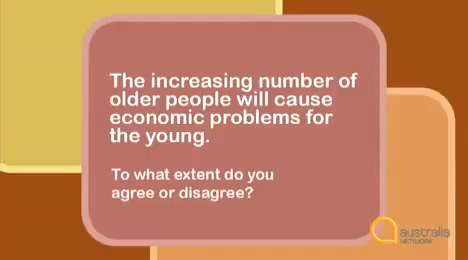 The increasing number of
older people will cause
economic problems for
the young.
To what extent do you
agree or disagree?
australia
NETWORK